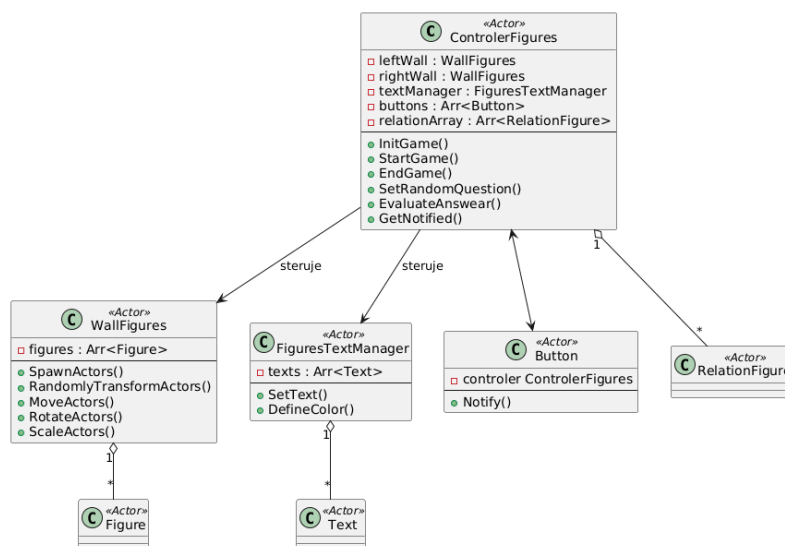 «Actor»
C ControlerFigures
leftWall : WallFigures
rightWall : WallFigures
textManager : FiguresTextManager
buttons : Arr<Button>
relationArray : Arr<RelationFigure>
InitGame()
StartGame()
EndGame()
SetRandomQuestion()
EvaluateAnswear()
GetNotified()
1
steruje
steruje
«Actor»
C WallFigures
figures : Arr<Figure>
SpawnActors()
RandomlyTransformActors()
MoveActors()
RotateActors()
ScaleActors()
1
*
«Actor»
C Figure
«Actor»
C FiguresTextManager
texts : Arr<Text>
SetText()
DefineColor()
1
*
«Actor»
C Text
«Actor»
C Button
controler ControlerFigures
Notify()
*
«Actor»
C RelationFigure